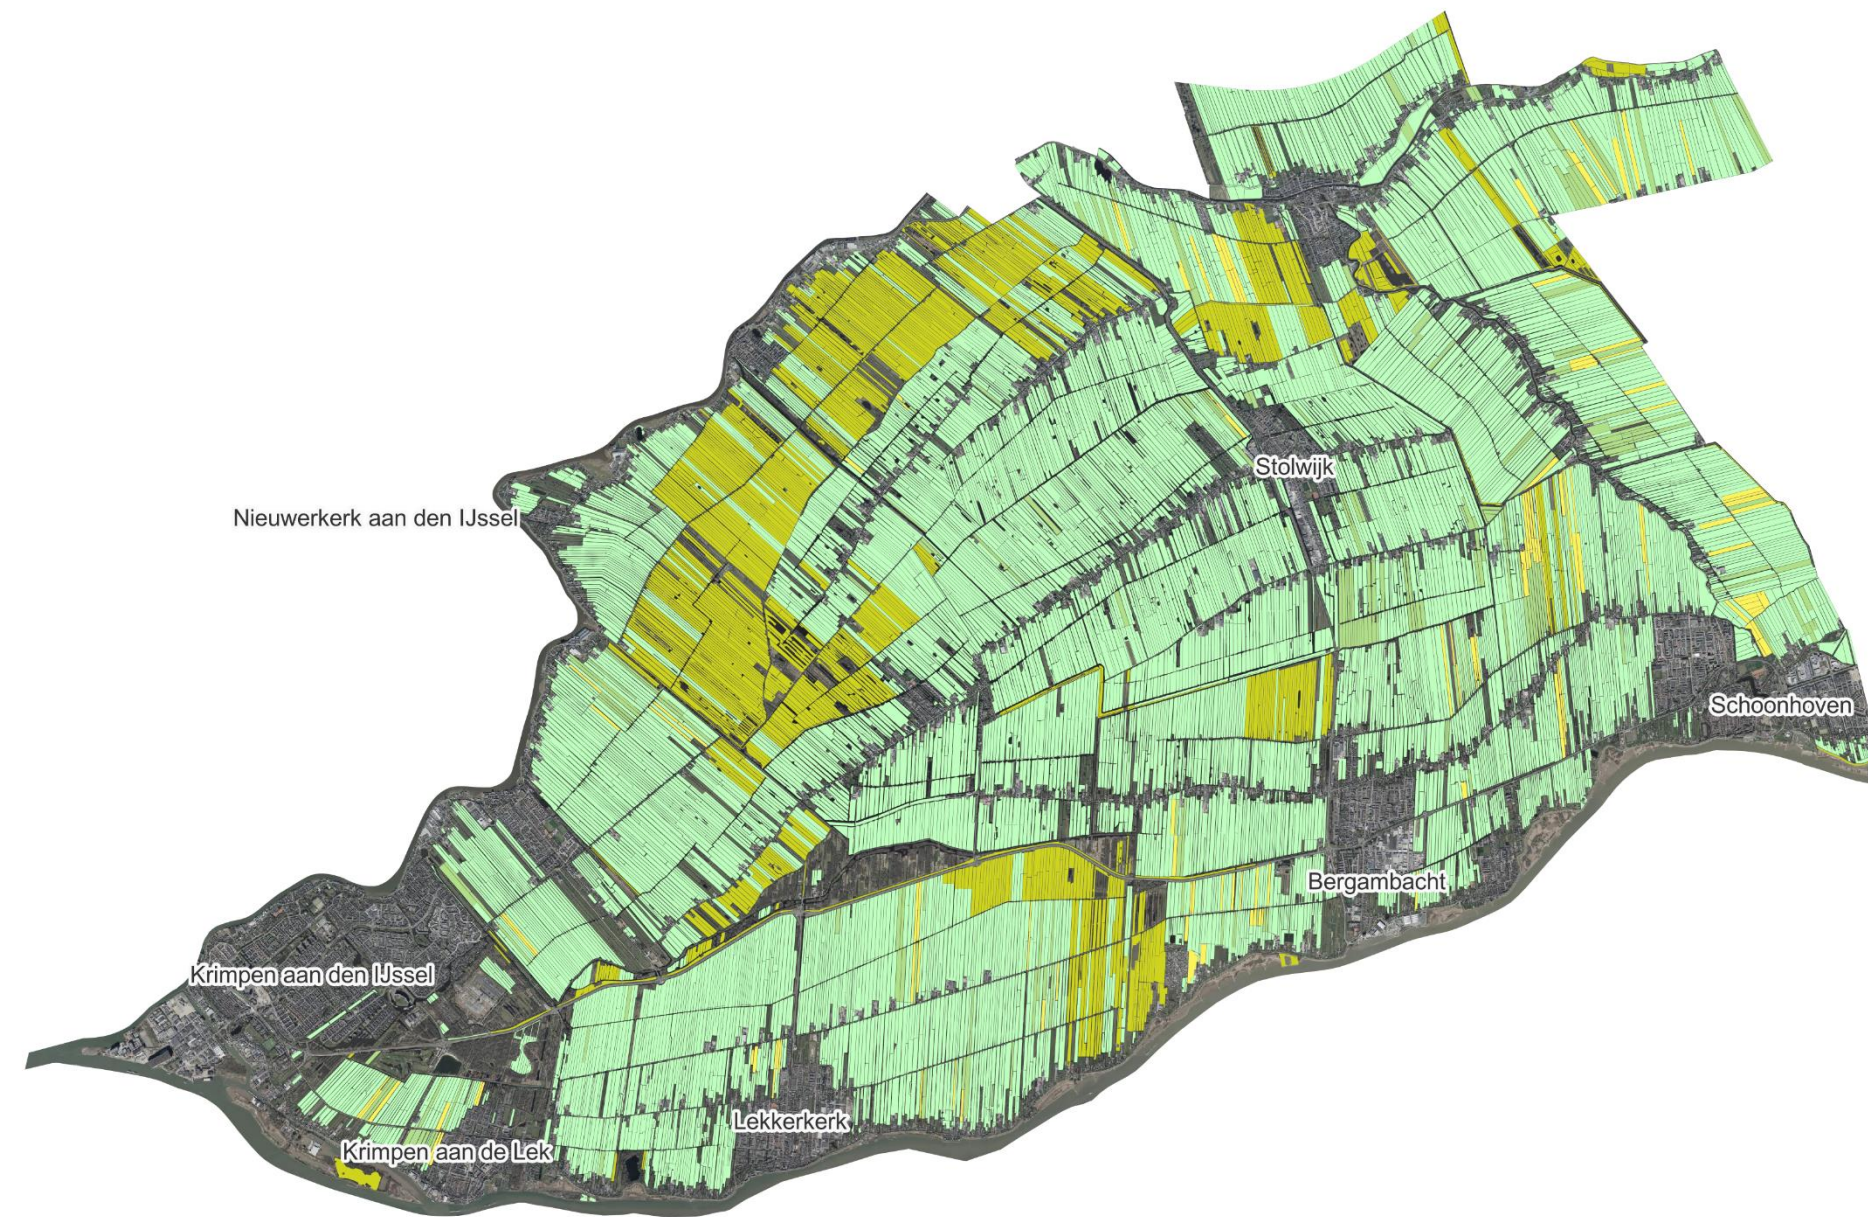 Stolwijk
Nieuwerkerk aan den IJssel
Schoonhoven
Bergambacht
Krimpen aan den IJssel
Lekkerkerk
Krimpen aan de Lek